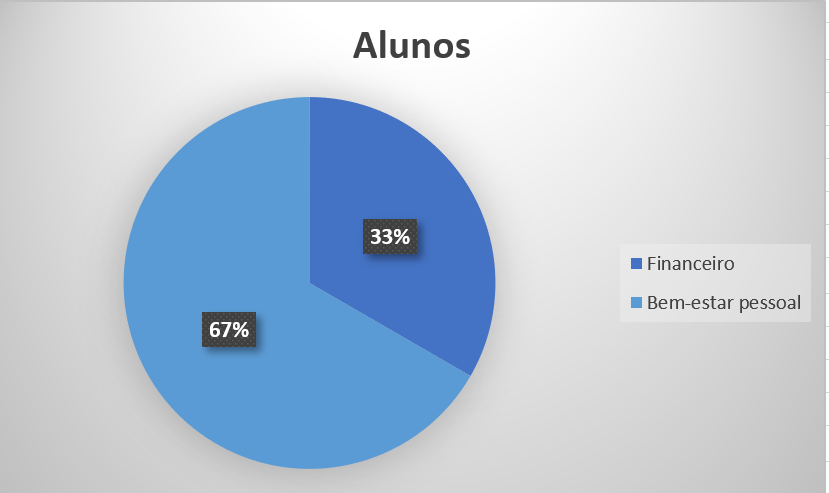 Alunos
33%
67%
Financeiro
Bem-estar pessoal